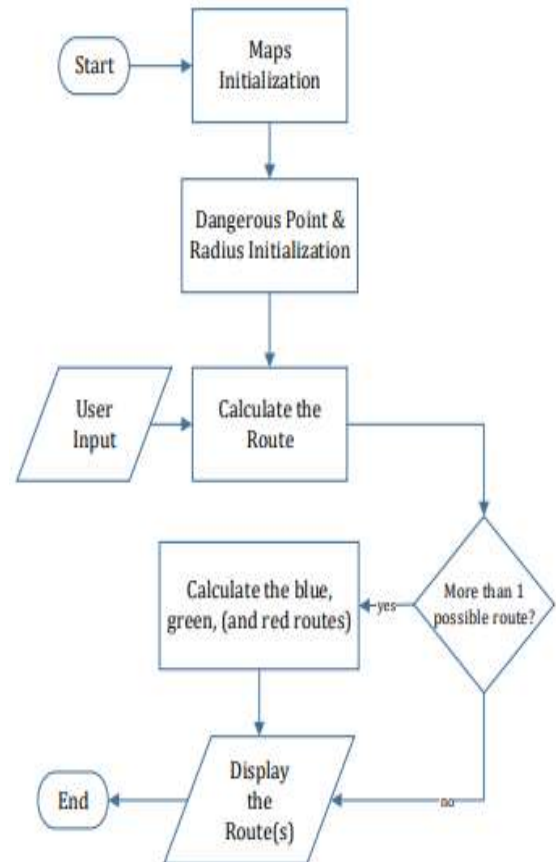 Start
Maps
Initialization
Dangerous Point &
Radius Initialization
User
Input
Calculate the
Route
More than 1
possible route?
yes
Calculate the blue,
green, (and red routes)
no
Display
the
Route(s)
End